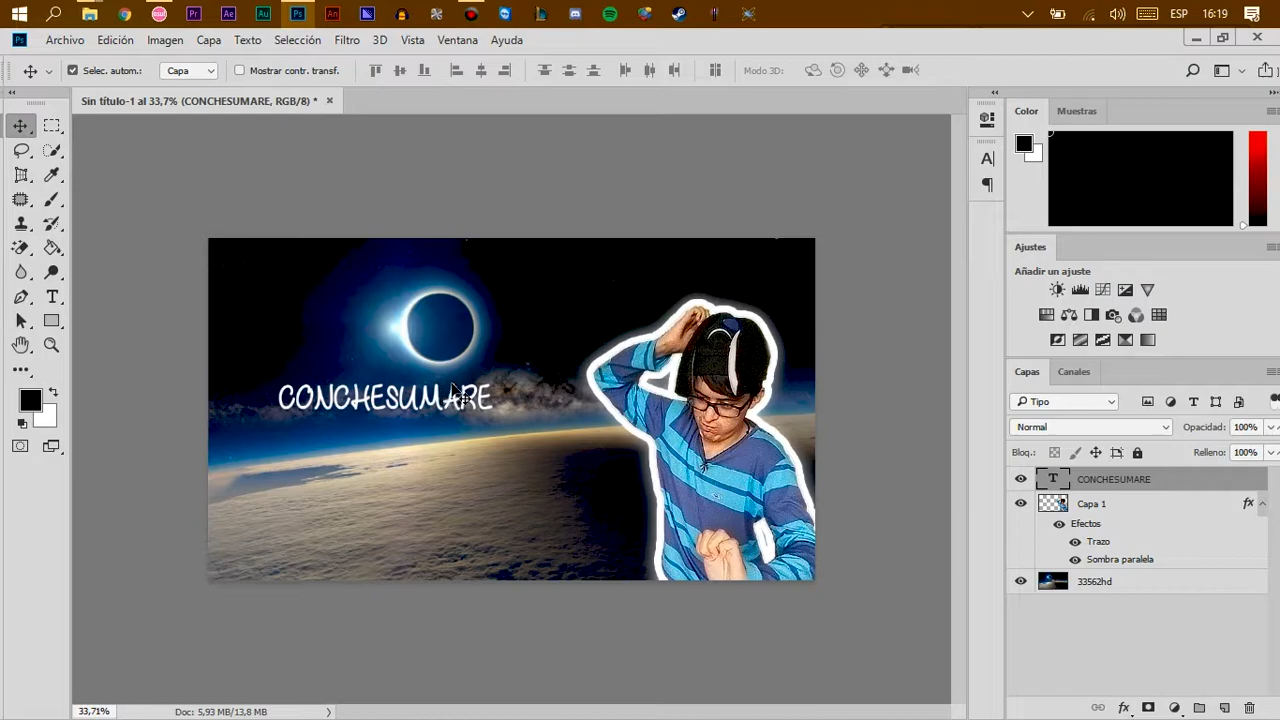 ESP 16:19
Archivo Edición Imagen Capa Texto Selección Filtro 3D Vista Ventana Ayuda
Selec. autom.: Capa Mostrar contr. transf. Modo 3D:
Sin título-1 al 33,7% (CONCHESUMARE, RGB/8) *
Color Muestras
Ajustes
Añadir un ajuste
CONCHESUMARE
Capas Canales
Tipo
Normal Opacidad: 100%
Bloq.: Relleno: 100%
T CONCHESUMARE
Capa 1 fx
Efectos
Trazo
Sombra paralela
33562hd
33,71% Doc: 5,93 MB/13,8 MB